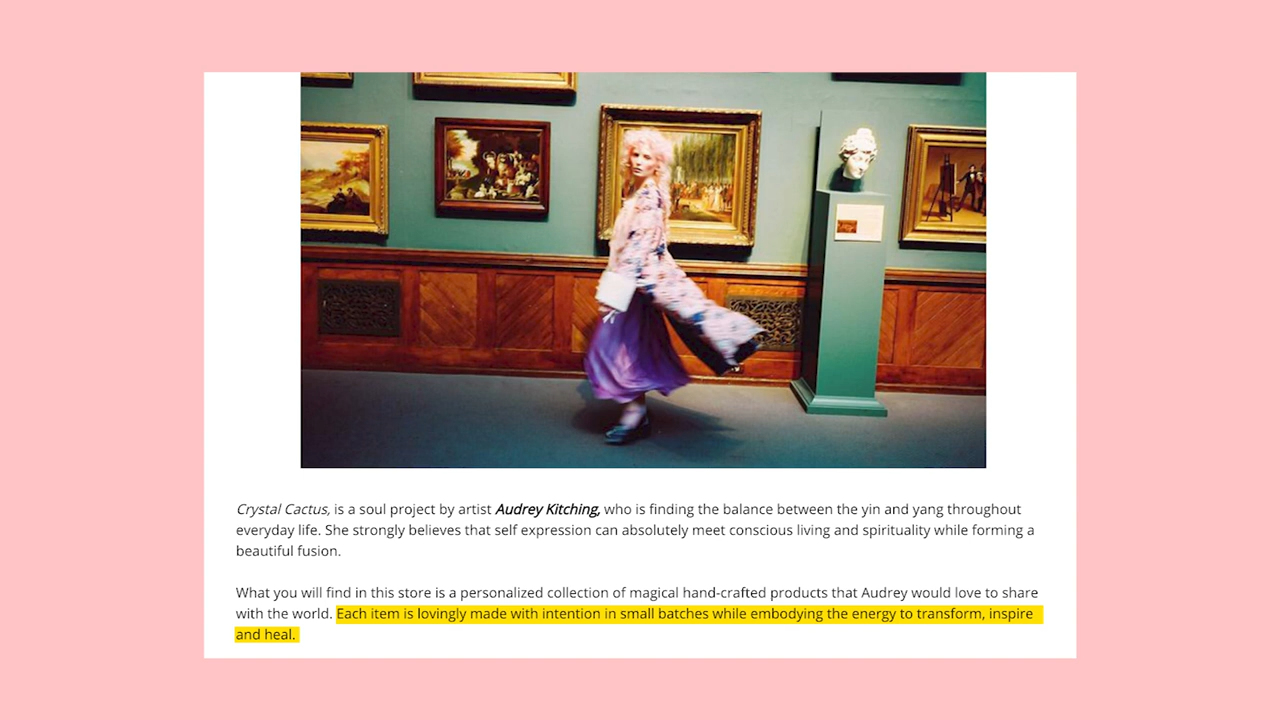 Crystal Cactus, is a soul project by artist Audrey Kitching, who is finding the balance between the yin and yang throughout
everyday life. She strongly believes that self expression can absolutely meet conscious living and spirituality while forming a
beautiful fusion.
What you will find in this store is a personalized collection of magical hand-crafted products that Audrey would love to share
with the world. Each item is lovingly made with intention in small batches while embodying the energy to transform, inspire
and heal.